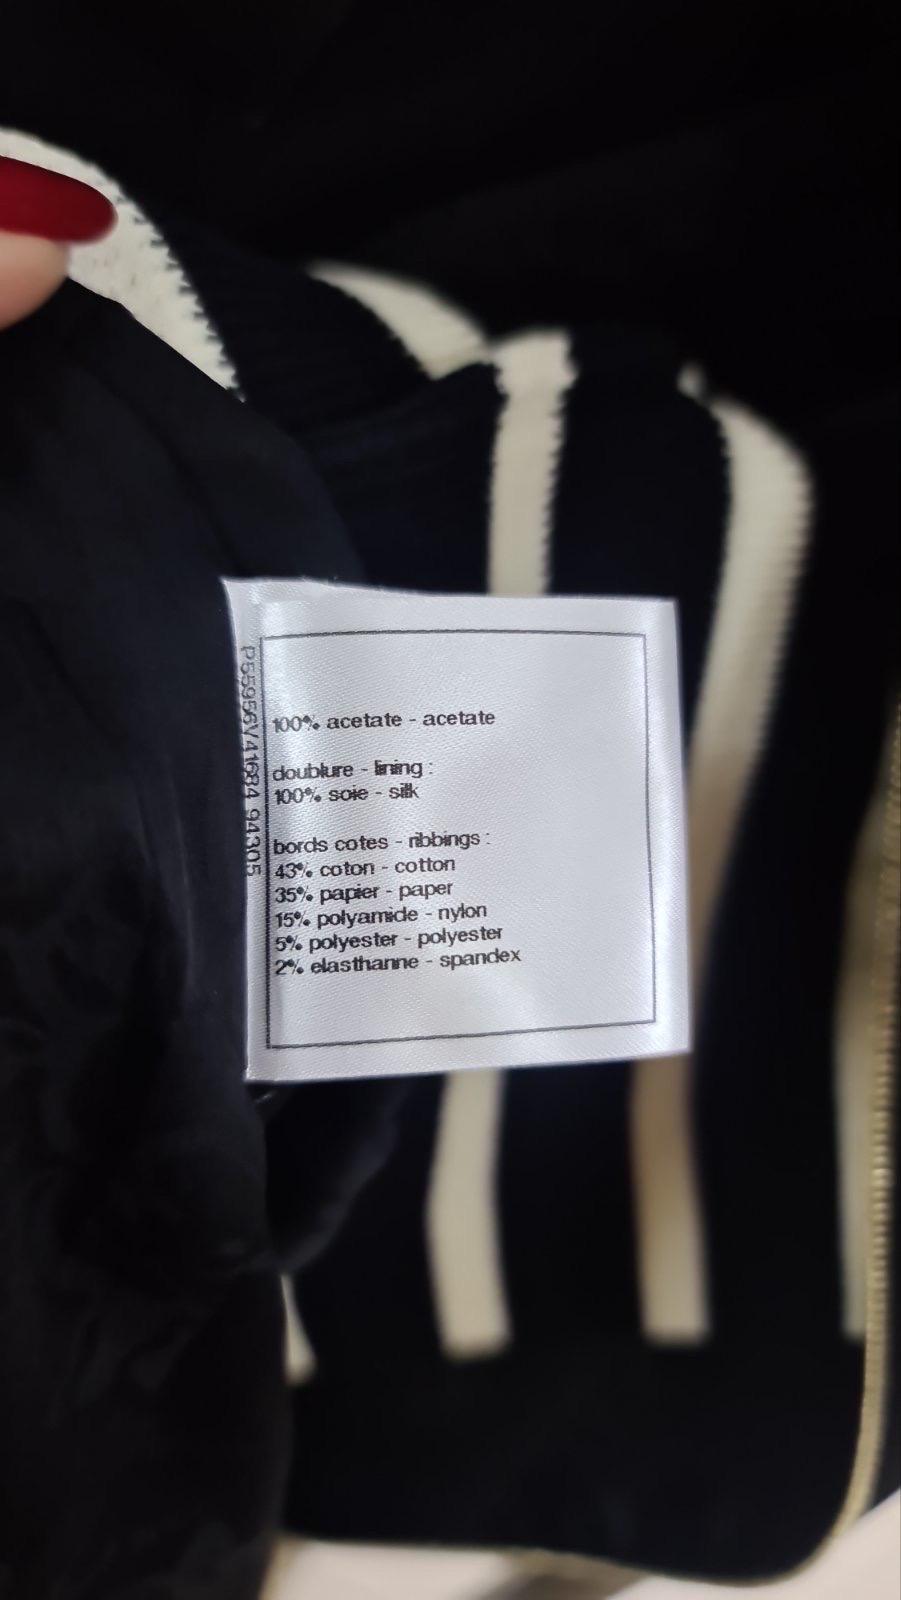 P55956V41684 94305
100% acetate - acetate
doublure - lining :
100% soie - silk
bords cotes - ribbings :
43% coton - cotton
35% papier - paper
15% polyamide - nylon
5% polyester - polyester
2% elasthanne - spandex